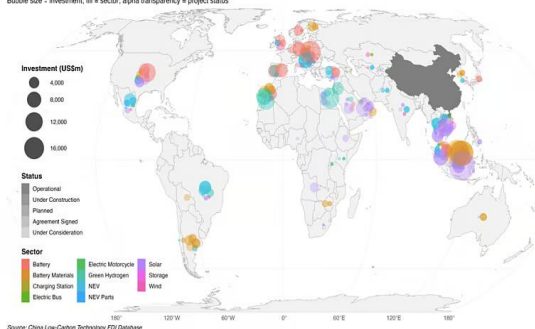 Bubble size = investment, fill = sector, alpha transparency = project status
Investment (US$m)
4,000
8,000
12,000
16,000
Status
Operational
Under Construction
Planned
Agreement Signed
Under Consideration
Sector
Battery
Battery Materials
Charging Station
Electric Bus
Electric Motorcycle
Green Hydrogen
NEV
NEV Parts
Solar
Storage
Wind
180° 120°W 60°W 0° 60°E 120°E 180°
Source: China Low-Carbon Technology FDI Database